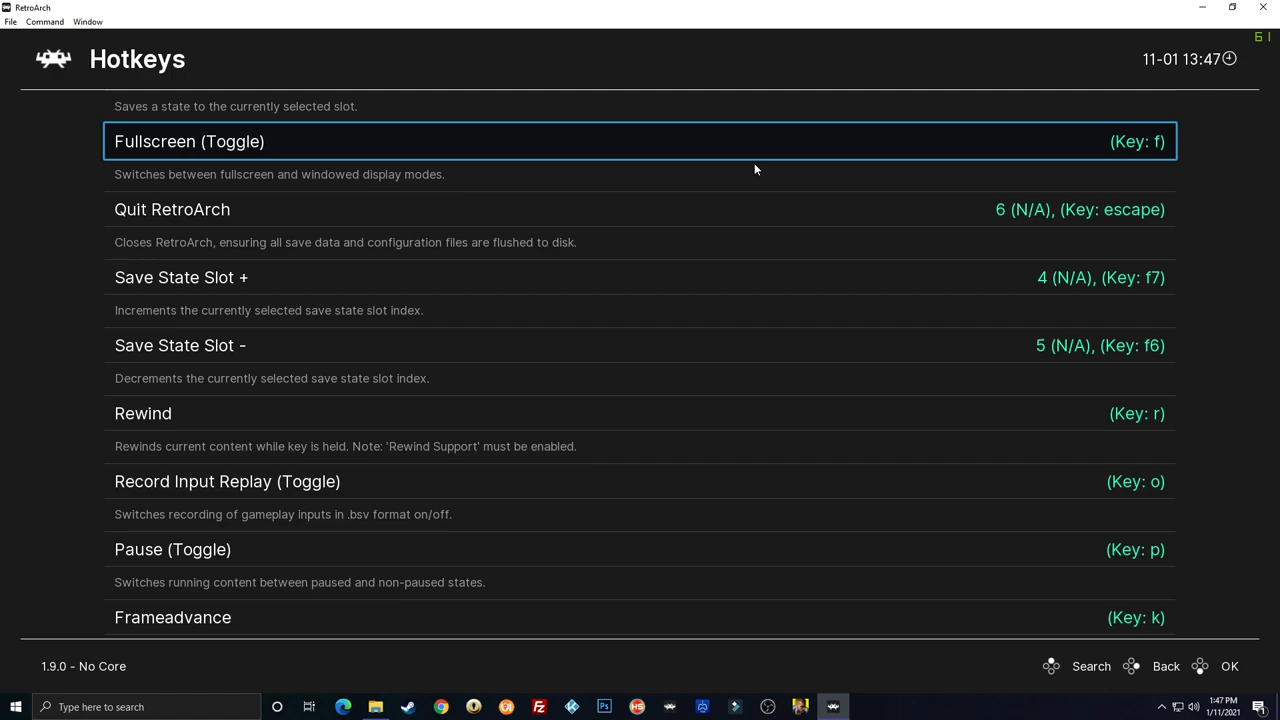 RetroArch
File Command Window
61
Hotkeys
11-01 13:47
Saves a state to the currently selected slot.
Fullscreen (Toggle) (Key: f)
Switches between fullscreen and windowed display modes.
Quit RetroArch 6 (N/A), (Key: escape)
Closes RetroArch, ensuring all save data and configuration files are flushed to disk.
Save State Slot + 4 (N/A), (Key: f7)
Increments the currently selected save state slot index.
Save State Slot - 5 (N/A), (Key: f6)
Decrements the currently selected save state slot index.
Rewind (Key: r)
Rewinds current content while key is held. Note: 'Rewind Support' must be enabled.
Record Input Replay (Toggle) (Key: o)
Switches recording of gameplay inputs in .bsv format on/off.
Pause (Toggle) (Key: p)
Switches running content between paused and non-paused states.
Frameadvance (Key: k)
1.9.0 - No Core Search Back OK
Type here to search
Ps
HS
1:47 PM
1/11/2021